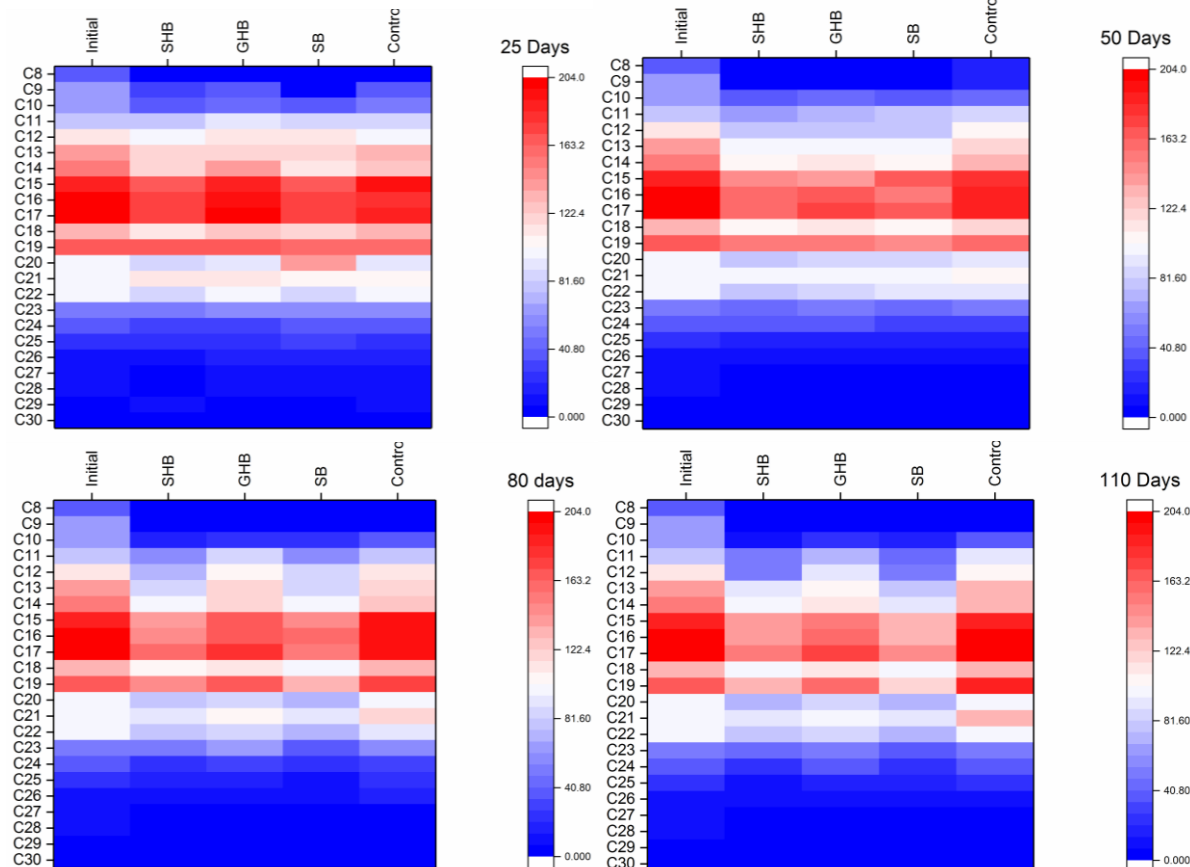 Initial SHB GHB SB Contrc
25 Days
C8
C9
C10
C11
C12
C13
C14
C15
C16
C17
C18
C19
C20
C21
C22
C23
C24
C25
C26
C27
C28
C29
C30
204.0
163.2
122.4
81.60
40.80
0.000
Initial SHB GHB SB Contrc
50 Days
C8
C9
C10
C11
C12
C13
C14
C15
C16
C17
C18
C19
C20
C21
C22
C23
C24
C25
C26
C27
C28
C29
C30
204.0
163.2
122.4
81.60
40.80
0.000
Initial SHB GHB SB Contrc
80 days
C8
C9
C10
C11
C12
C13
C14
C15
C16
C17
C18
C19
C20
C21
C22
C23
C24
C25
C26
C27
C28
C29
C30
204.0
163.2
122.4
81.60
40.80
0.000
Initial SHB GHB SB Contrc
110 Days
C8
C9
C10
C11
C12
C13
C14
C15
C16
C17
C18
C19
C20
C21
C22
C23
C24
C25
C26
C27
C28
C29
C30
204.0
163.2
122.4
81.60
40.80
0.000